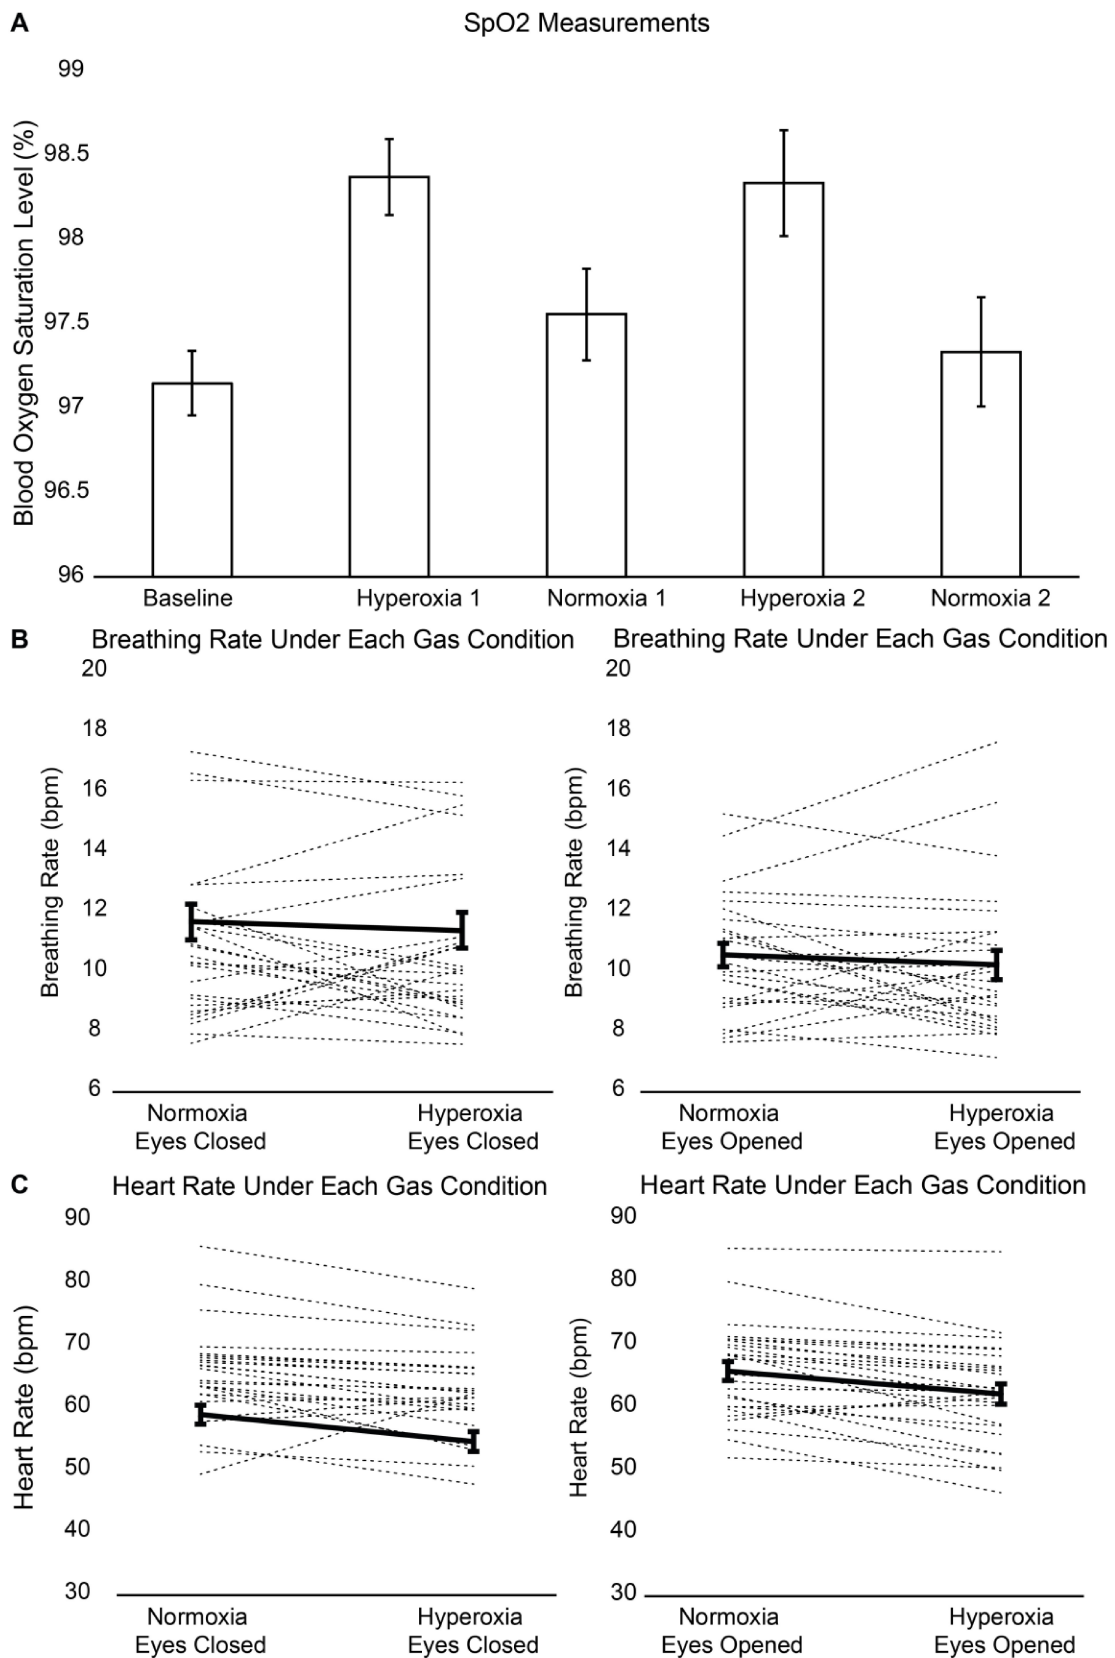 A
SpO2 Measurements
Blood Oxygen Saturation Level (%)
99
98.5
98
97.5
97
96.5
96
Baseline
Hyperoxia 1
Normoxia 1
Hyperoxia 2
Normoxia 2
B
Breathing Rate Under Each Gas Condition
Breathing Rate (bpm)
20
18
16
14
12
10
8
6
Normoxia
Eyes Closed
Hyperoxia
Eyes Closed
Breathing Rate Under Each Gas Condition
Breathing Rate (bpm)
20
18
16
14
12
10
8
6
Normoxia
Eyes Opened
Hyperoxia
Eyes Opened
C
Heart Rate Under Each Gas Condition
Heart Rate (bpm)
90
80
70
60
50
40
30
Normoxia
Eyes Closed
Hyperoxia
Eyes Closed
Heart Rate Under Each Gas Condition
Heart Rate (bpm)
90
80
70
60
50
40
30
Normoxia
Eyes Opened
Hyperoxia
Eyes Opened